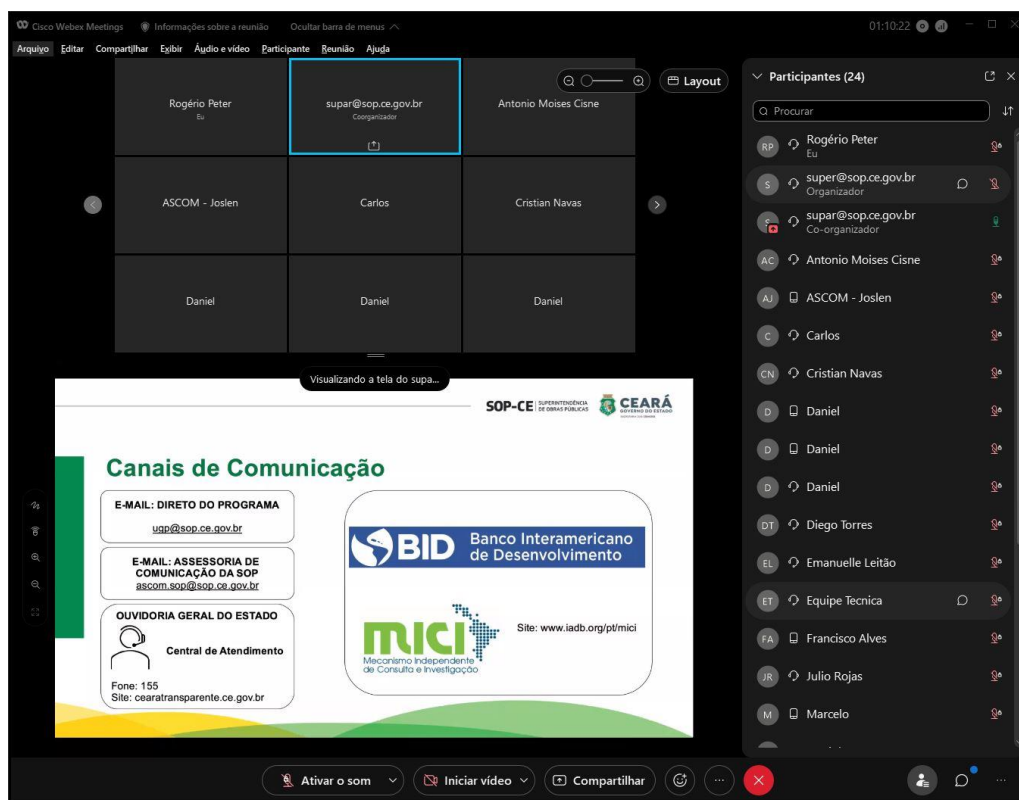 Cisco Webex Meetings
Informações sobre a reunião
Ocultar barra de menus
01:10:22
Arquivo Editar Compartilhar Exibir Áudio e vídeo Participante Reunião Ajuda
Layout
Rogério Peter
Eu
supar@sop.ce.gov.br
Coorganizador
Antonio Moises Cisne
ASCOM - Joslen
Carlos
Cristian Navas
Daniel
Daniel
Daniel
Visualizando a tela do supa...
SOP-CE
SUPERINTENDÊNCIA
DE OBRAS PÚBLICAS
CEARÁ
GOVERNO DO ESTADO
Canais de Comunicação
E-MAIL: DIRETO DO PROGRAMA
ugp@sop.ce.gov.br
E-MAIL: ASSESSORIA DE
COMUNICAÇÃO DA SOP
ascom.sop@sop.ce.gov.br
OUVIDORIA GERAL DO ESTADO
Central de Atendimento
Fone: 155
Site: cearatransparente.ce.gov.br
BID
Banco Interamericano
de Desenvolvimento
mici
Mecanismo Independente
de Consulta e Investigação
Site: www.iadb.org/pt/mici
Participantes (24)
Procurar
RP Rogério Peter
Eu
S super@sop.ce.gov.br
Organizador
S supar@sop.ce.gov.br
Co-organizador
AC Antonio Moises Cisne
AJ ASCOM - Joslen
C Carlos
CN Cristian Navas
D Daniel
D Daniel
D Daniel
DT Diego Torres
EL Emanuelle Leitão
ET Equipe Tecnica
FA Francisco Alves
JR Julio Rojas
M Marcelo
Ativar o som
Iniciar vídeo
Compartilhar